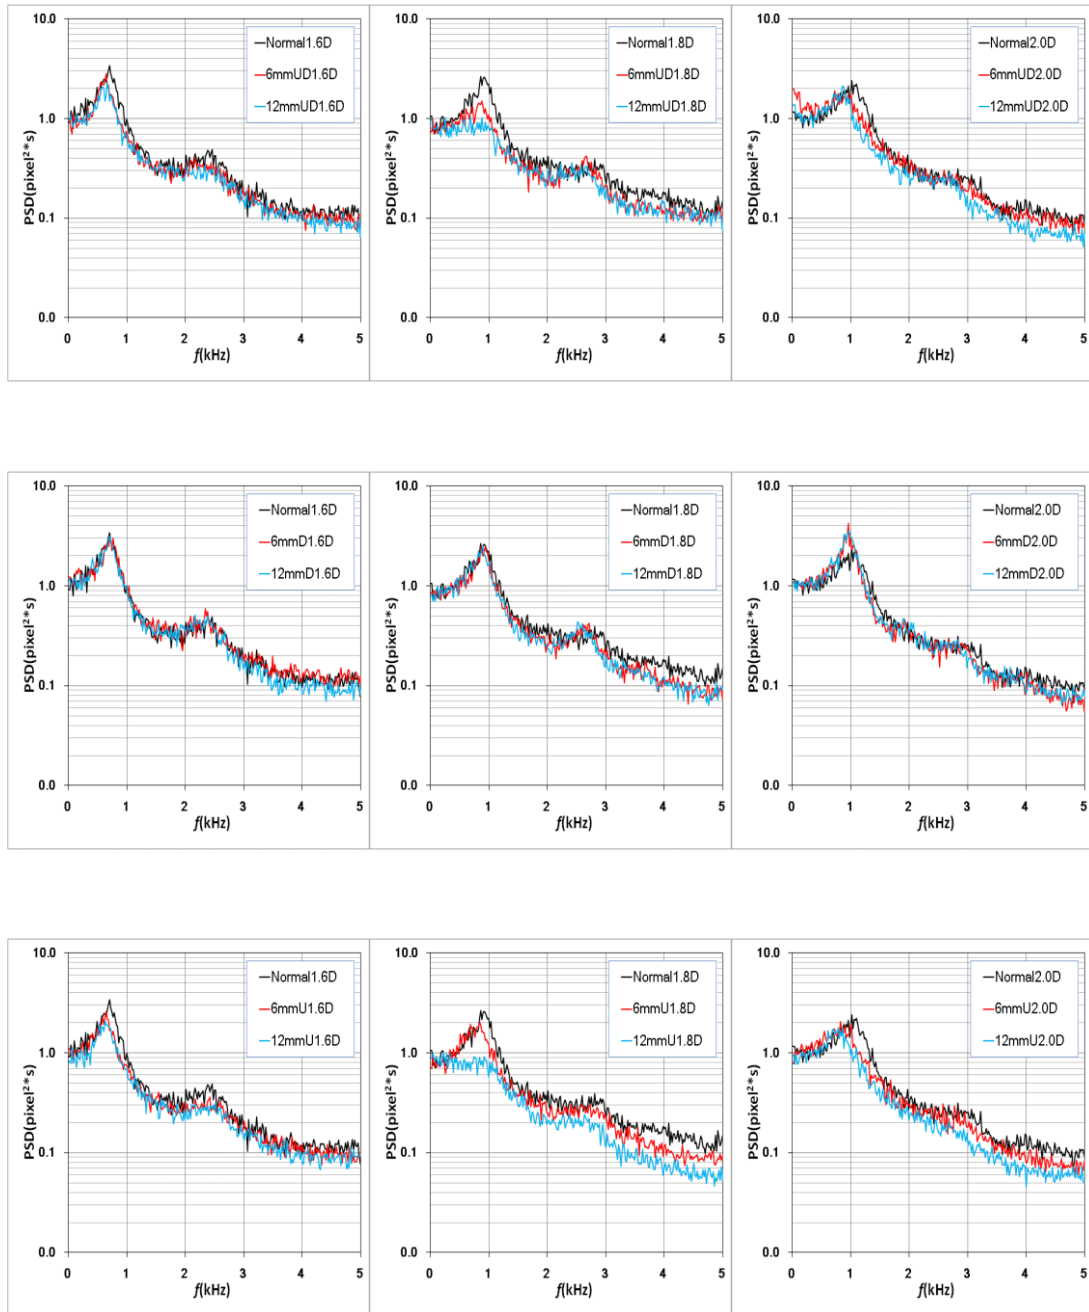 10.0
1.0
0.1
0.0
PSD(pixel²*s)
Normal1.6D
6mmUD1.6D
12mmUD1.6D
0 1 2 3 4 5
f(kHz)
10.0
1.0
0.1
0.0
PSD(pixel²*s)
Normal1.8D
6mmUD1.8D
12mmUD1.8D
0 1 2 3 4 5
f(kHz)
10.0
1.0
0.1
0.0
PSD(pixel²*s)
Normal2.0D
6mmUD2.0D
12mmUD2.0D
0 1 2 3 4 5
f(kHz)
10.0
1.0
0.1
0.0
PSD(pixel²*s)
Normal1.6D
6mmD1.6D
12mmD1.6D
0 1 2 3 4 5
f(kHz)
10.0
1.0
0.1
0.0
PSD(pixel²*s)
Normal1.8D
6mmD1.8D
12mmD1.8D
0 1 2 3 4 5
f(kHz)
10.0
1.0
0.1
0.0
PSD(pixel²*s)
Normal2.0D
6mmD2.0D
12mmD2.0D
0 1 2 3 4 5
f(kHz)
10.0
1.0
0.1
0.0
PSD(pixel²*s)
Normal1.6D
6mmU1.6D
12mmU1.6D
0 1 2 3 4 5
f(kHz)
10.0
1.0
0.1
0.0
PSD(pixel²*s)
Normal1.8D
6mmU1.8D
12mmU1.8D
0 1 2 3 4 5
f(kHz)
10.0
1.0
0.1
0.0
PSD(pixel²*s)
Normal2.0D
6mmU2.0D
12mmU2.0D
0 1 2 3 4 5
f(kHz)